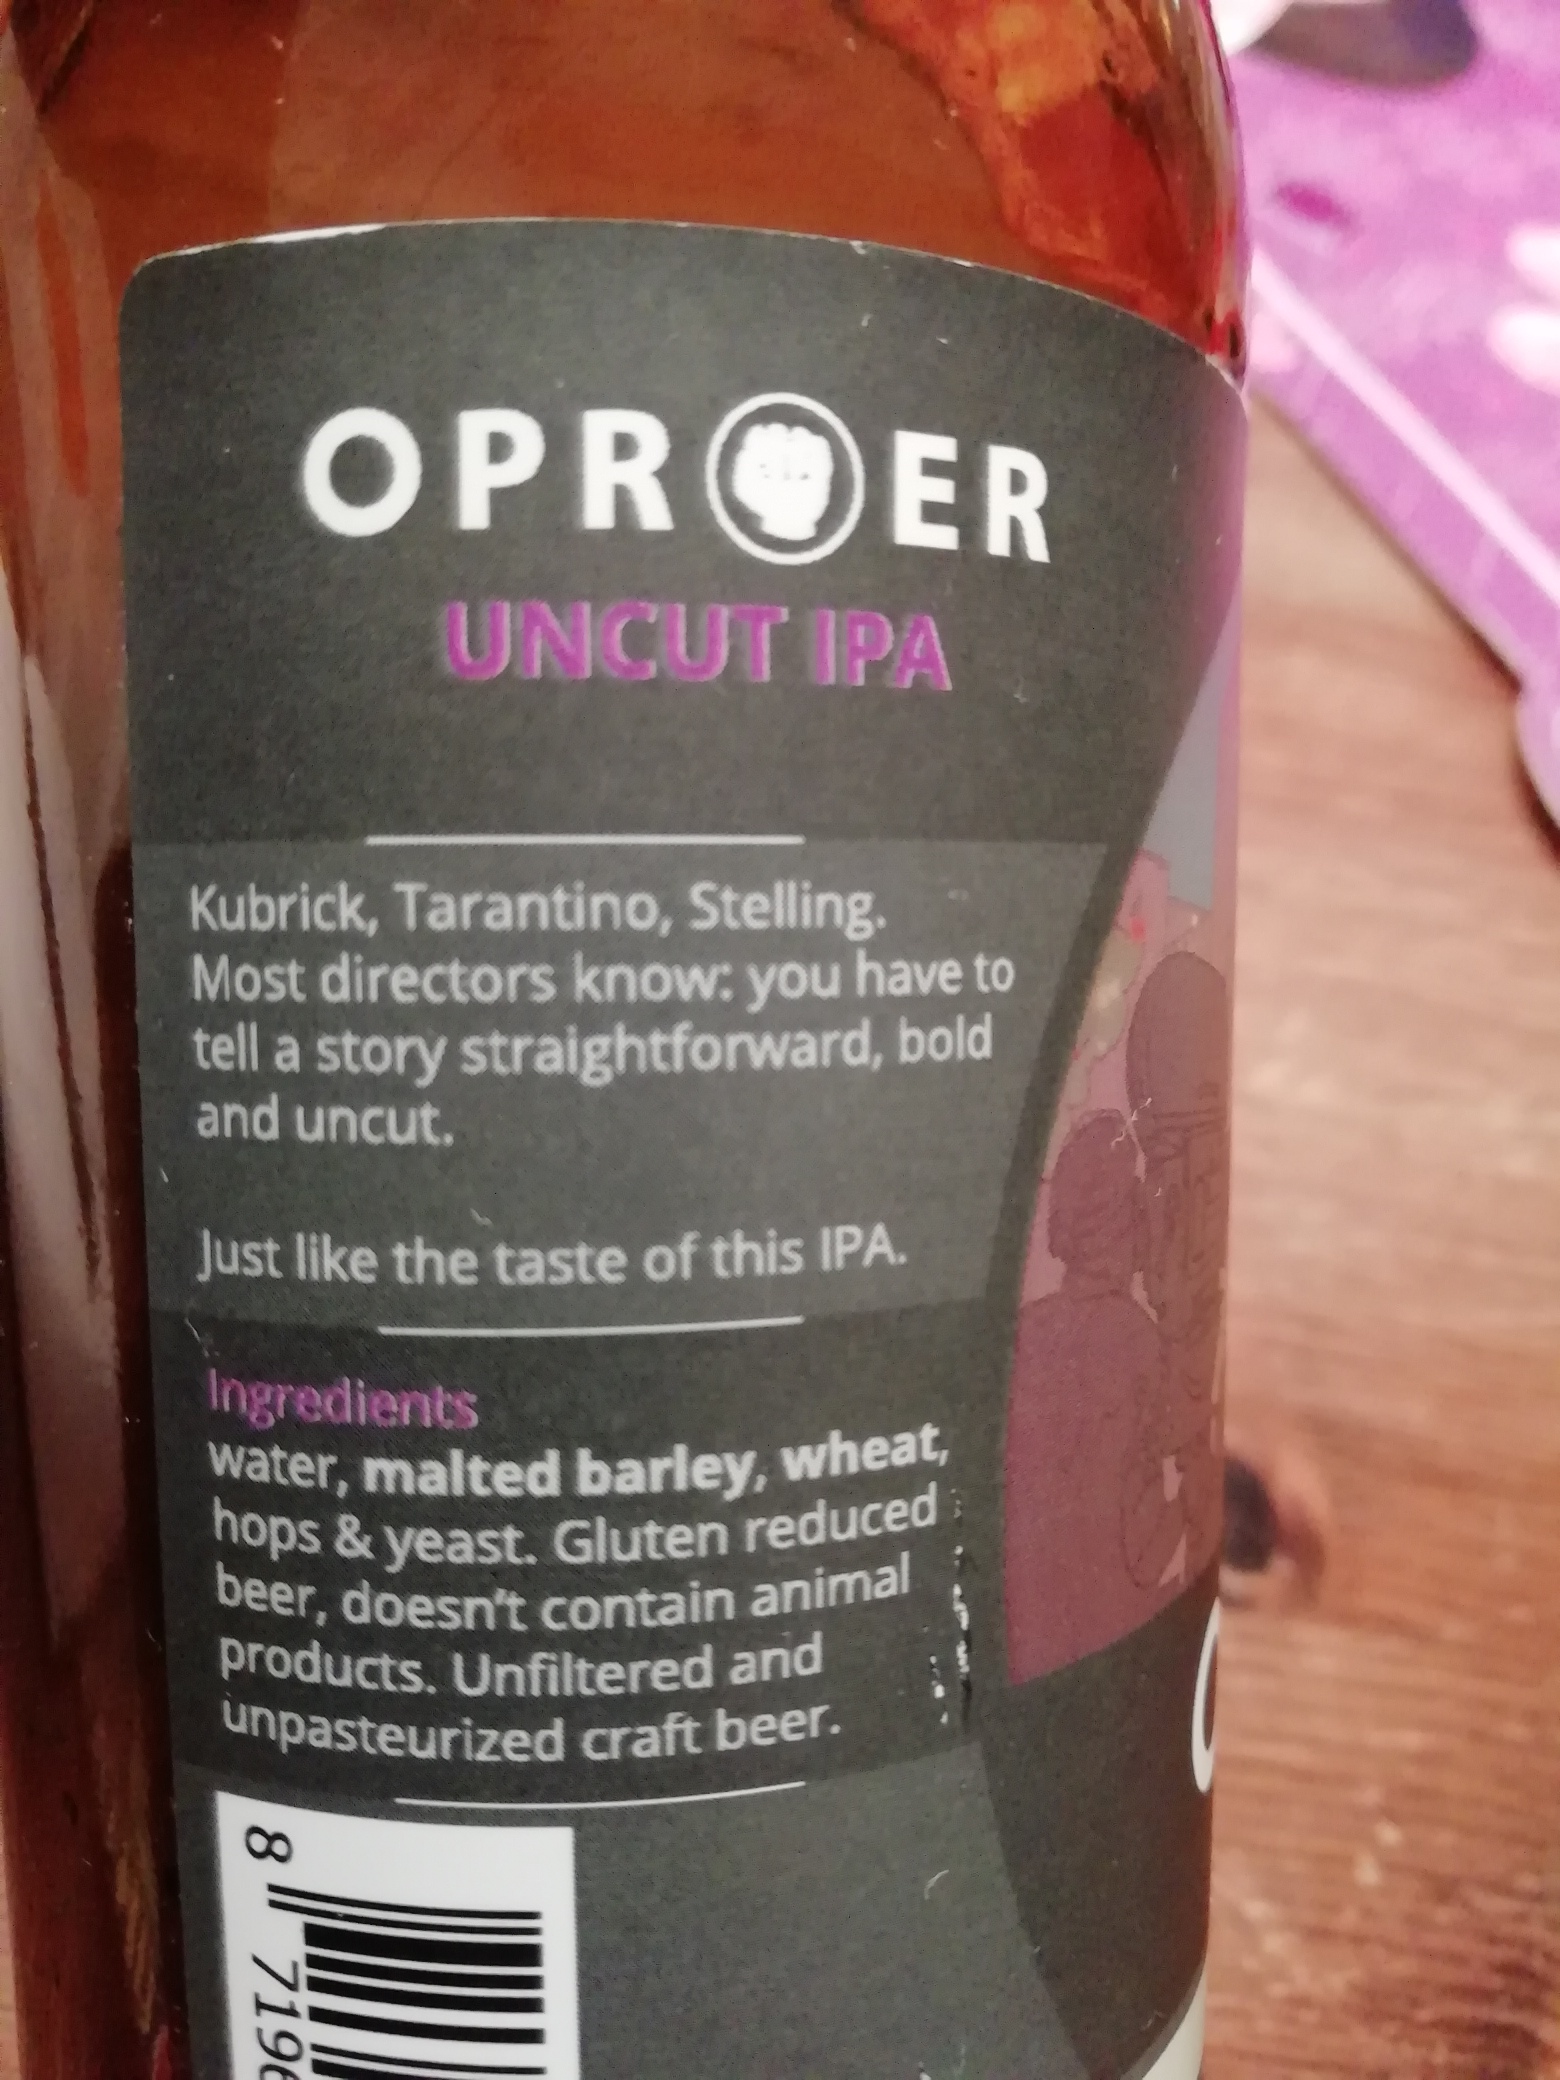 OPROER
UNCUT IPA
Kubrick, Tarantino, Stelling.
Most directors know: you have to
tell a story straightforward, bold
and uncut.
Just like the taste of this IPA.
Ingredients
water, malted barley, wheat,
hops & yeast. Gluten reduced
beer, doesn't contain animal
products. Unfiltered and
unpasteurized craft beer.
8 7196